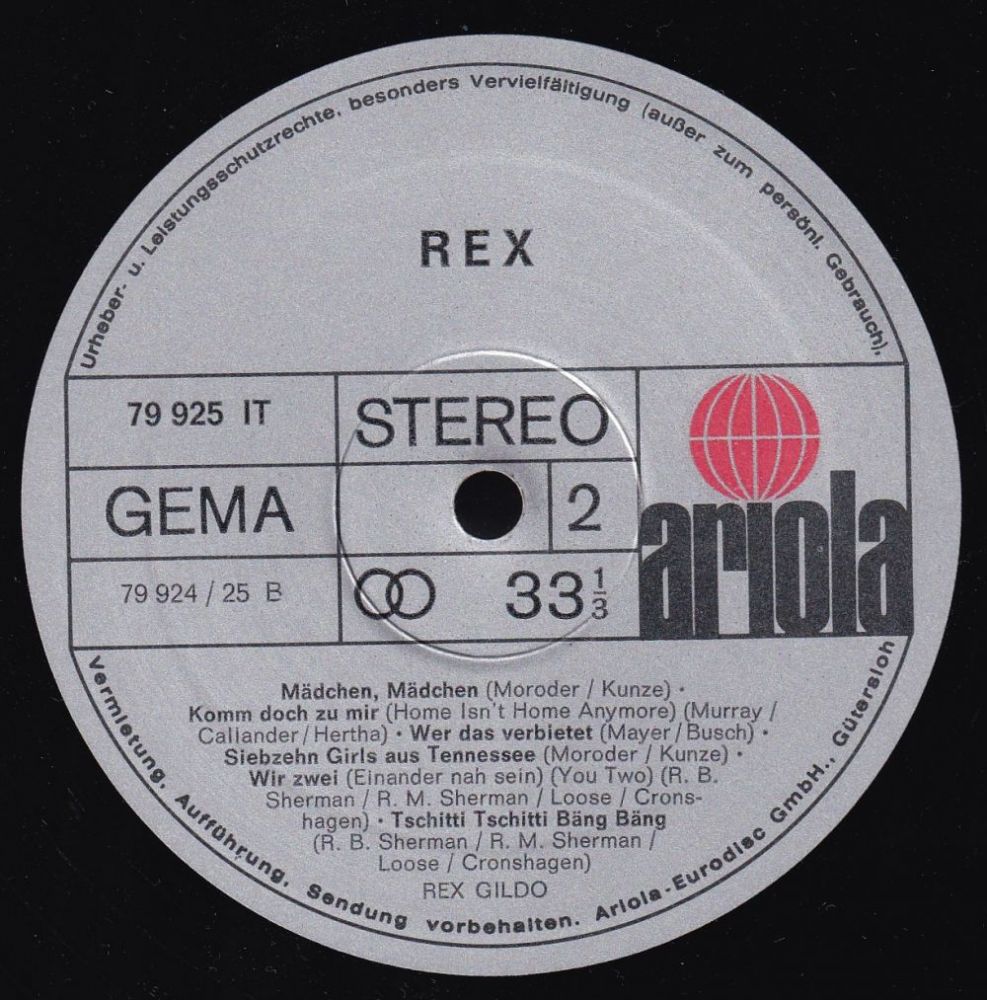 Urheber- u. Leistungsschutzrechte, besonders Vervielfältigung (außer zum persönl. Gebrauch),
REX
79 925 IT
STEREO
GEMA
2
ariola
79 924 / 25 B
33 1/3
Mädchen, Mädchen (Moroder / Kunze) ·
Komm doch zu mir (Home Isn't Home Anymore) (Murray /
Callander / Hertha) · Wer das verbietet (Mayer / Busch) ·
Siebzehn Girls aus Tennessee (Moroder / Kunze) ·
Wir zwei (Einander nah sein) (You Two) (R. B.
Sherman / R. M. Sherman / Loose / Crons-
hagen) · Tschitti Tschitti Bäng Bäng
(R. B. Sherman / R. M. Sherman /
Loose / Cronshagen)
REX GILDO
Vermietung, Aufführung, Sendung vorbehalten. Ariola-Eurodisc GmbH., Gütersloh